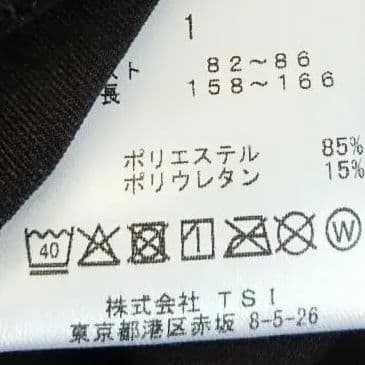 1
スト 82～86
長 158～166
ポリエステル 85%
ポリウレタン 15%
40 W
株式会社 TSI
東京都港区赤坂 8-5-26